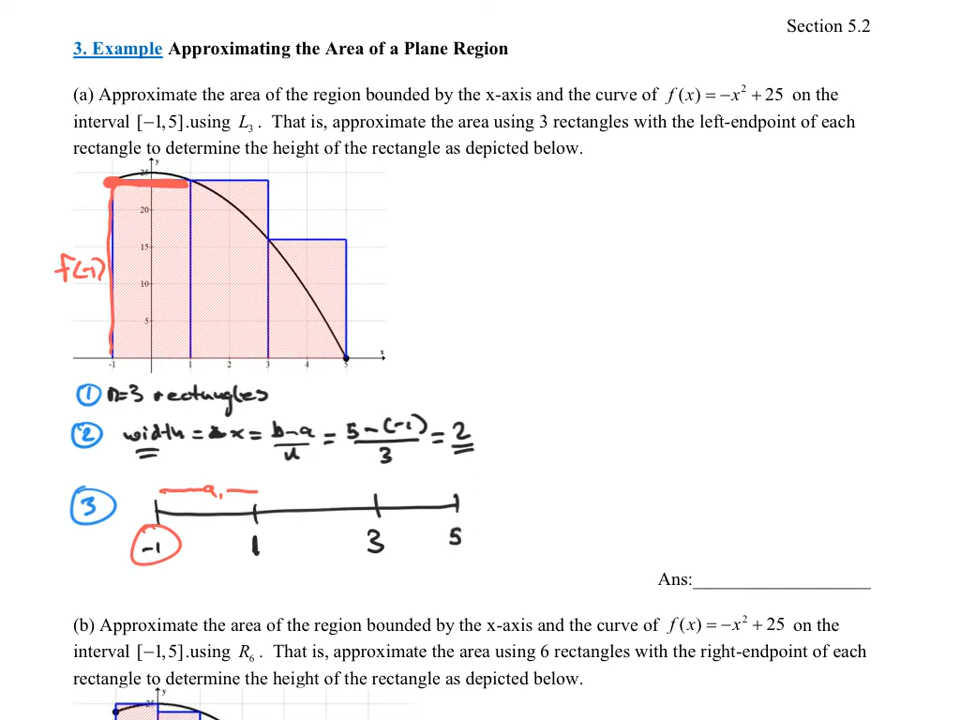 Section 5.2
3. Example Approximating the Area of a Plane Region
(a) Approximate the area of the region bounded by the x-axis and the curve of f(x) = −x² + 25 on the
interval [−1, 5].using L₃ . That is, approximate the area using 3 rectangles with the left-endpoint of each
rectangle to determine the height of the rectangle as depicted below.
y
25
20
15
10
5
f(-1)
-1 1 2 3 4 5 x
① n=3 rectangles
② width = Δx = b-a/n = 5-(-1)/3 = 2
③ a₁
-1 1 3 5
Ans:
(b) Approximate the area of the region bounded by the x-axis and the curve of f(x) = −x² + 25 on the
interval [−1, 5].using R₆ . That is, approximate the area using 6 rectangles with the right-endpoint of each
rectangle to determine the height of the rectangle as depicted below.
y
25